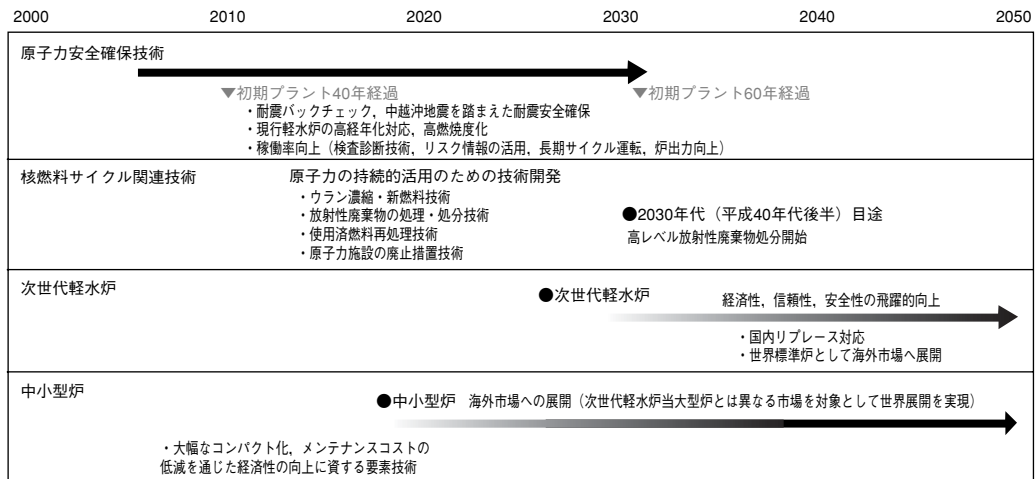 2000 2010 2020 2030 2040 2050
原子力安全確保技術
▼初期プラント40年経過 ▼初期プラント60年経過
・耐震バックチェック，中越沖地震を踏まえた耐震安全確保
・現行軽水炉の高経年化対応，高燃焼度化
・稼働率向上（検査診断技術，リスク情報の活用，長期サイクル運転，炉出力向上）
核燃料サイクル関連技術
原子力の持続的活用のための技術開発
・ウラン濃縮・新燃料技術
・放射性廃棄物の処理・処分技術
・使用済燃料再処理技術
・原子力施設の廃止措置技術
●2030年代（平成40年代後半）目途
高レベル放射性廃棄物処分開始
次世代軽水炉
●次世代軽水炉
経済性，信頼性，安全性の飛躍的向上
・国内リプレース対応
・世界標準炉として海外市場へ展開
中小型炉
●中小型炉 海外市場への展開（次世代軽水炉当大型炉とは異なる市場を対象として世界展開を実現）
・大幅なコンパクト化，メンテナンスコストの
低減を通じた経済性の向上に資する要素技術